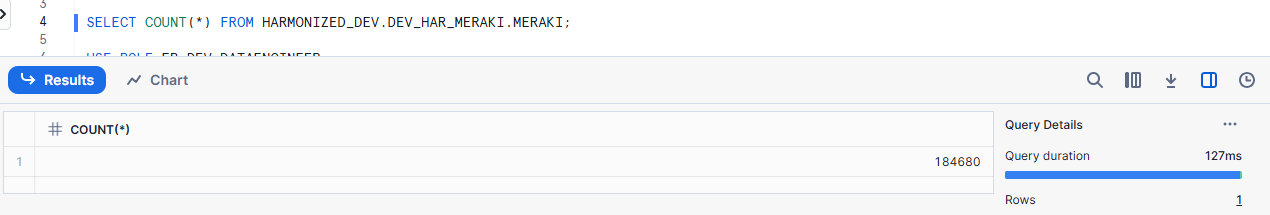 3
4 SELECT COUNT(*) FROM HARMONIZED_DEV.DEV_HAR_MERAKI.MERAKI;
5
Results Chart
COUNT(*)
1 184680
Query Details ...
Query duration 127ms
Rows 1